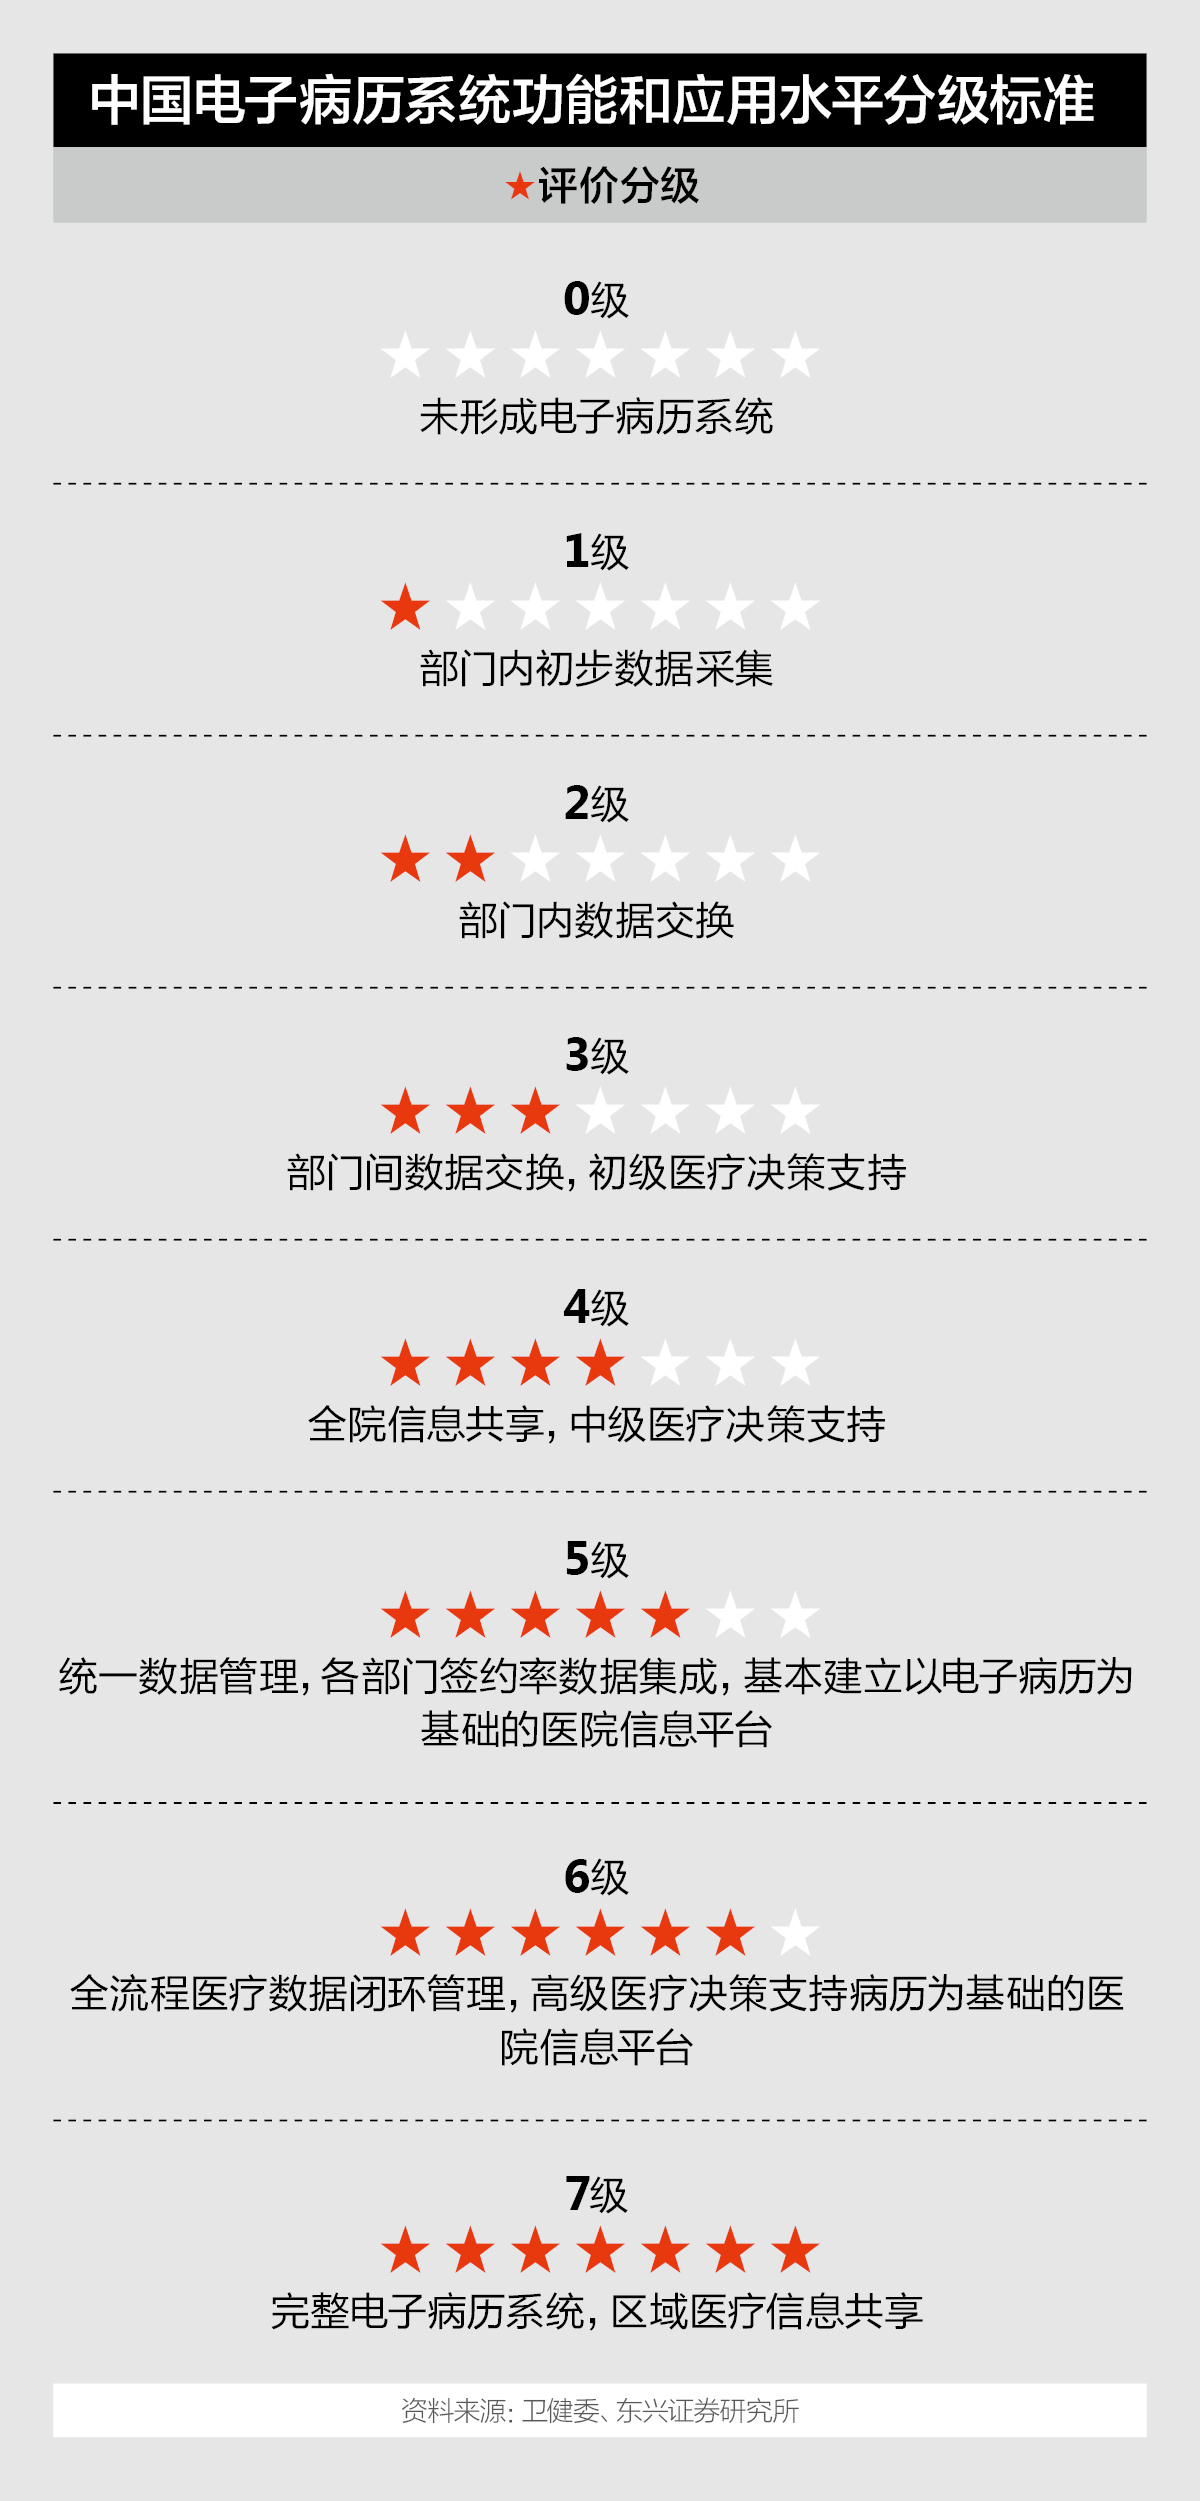 中国电子病历系统功能和应用水平分级标准
★评价分级
0级
未形成电子病历系统
1级
部门内初步数据采集
2级
部门内数据交换
3级
部门间数据交换，初级医疗决策支持
4级
全院信息共享，中级医疗决策支持
5级
统一数据管理，各部门签约率数据集成，基本建立以电子病历为
基础的医院信息平台
6级
全流程医疗数据闭环管理，高级医疗决策支持病历为基础的医
院信息平台
7级
完整电子病历系统，区域医疗信息共享
资料来源：卫健委、东兴证券研究所